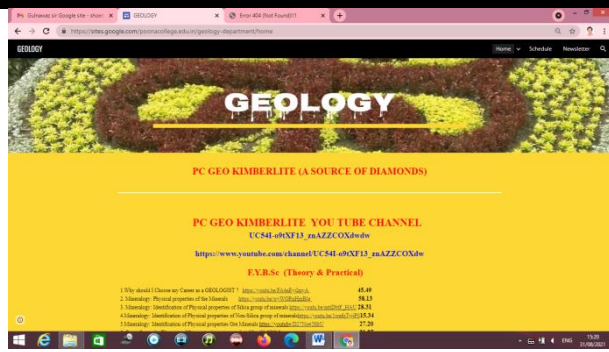 Gulnawaz sir Google site - shoai
GEOLOGY
Error 404 (Not Found)!!1
https://sites.google.com/poonacollege.edu.in/geology-department/home
GEOLOGY
Home
Schedule
Newsletter
GEOLOGY
PC GEO KIMBERLITE (A SOURCE OF DIAMONDS)
PC GEO KIMBERLITE YOU TUBE CHANNEL
UC54I-o9tXF13_znAZZCOXdwdw
https://www.youtube.com/channel/UC54I-o9tXF13_znAZZCOXdw
F.Y.B.Sc (Theory & Practical)
1.Why should I Choose my Career as a GEOLOGIST ? 45.49
2. Mineralogy: Physical properties of the Minerals 58.13
3. Mineralogy: Identification of Physical properties of Silica group of minerals 28.31
4. Mineralogy: Identification of Physical properties of Non-Silica group of minerals 15.34
5.Mineralogy: Identification of Physical properties Ore Minerals 27.20
ENG
15:20
31/08/2021